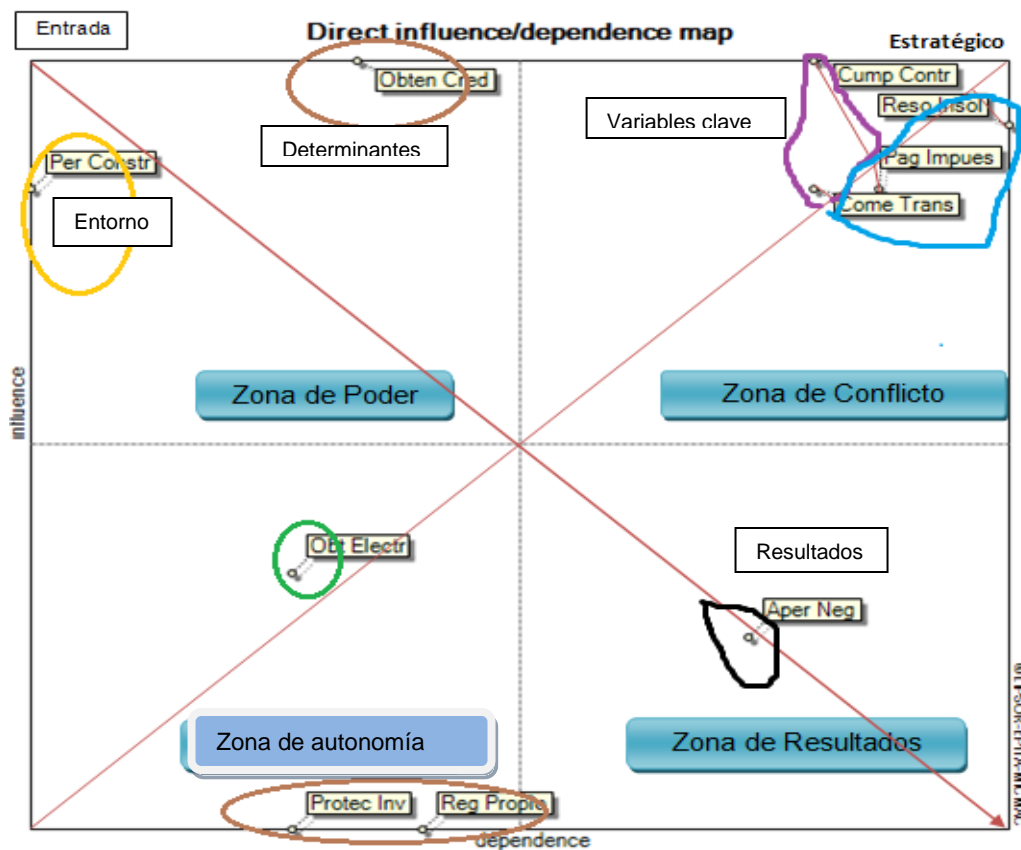 Entrada
Direct influence/dependence map
Estratégico
Obten Cred
Cump Contr
Reso Insol
Determinantes
Variables clave
Per Constr
Pag Impues
Entorno
Come Trans
Zona de Poder
Zona de Conflicto
influence
Obt Electr
Resultados
Aper Neg
Zona de autonomía
Zona de Resultados
Protec Inv
Reg Propie
dependence